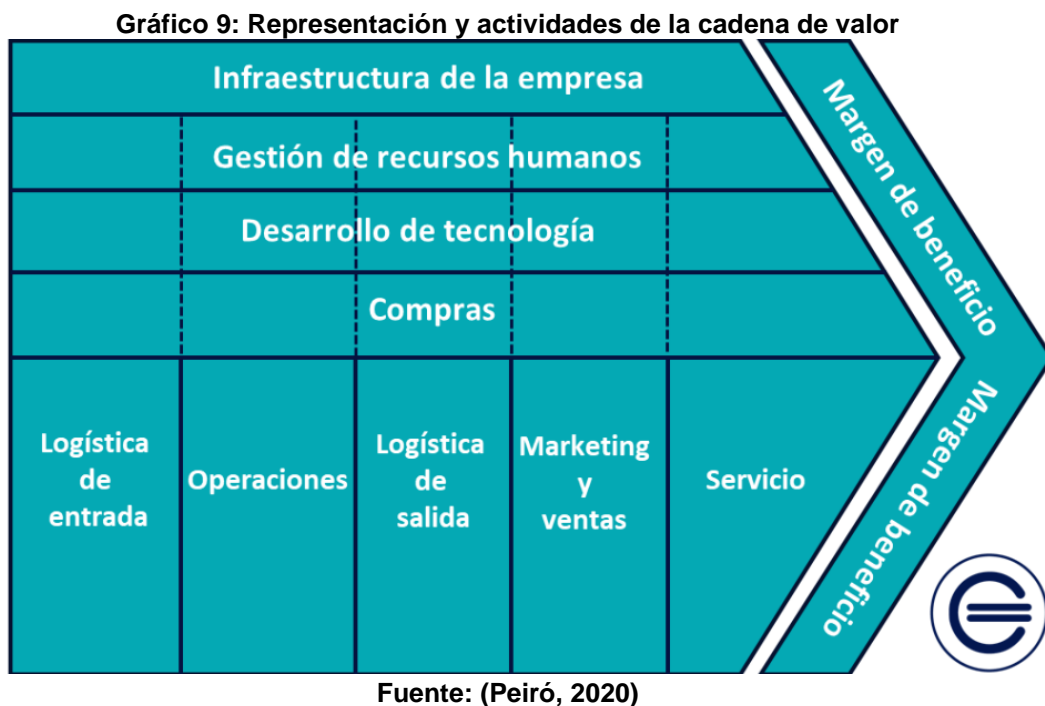 Gráfico 9: Representación y actividades de la cadena de valor
Infraestructura de la empresa
Gestión de recursos humanos
Desarrollo de tecnología
Compras
Logística
de
entrada
Operaciones
Logística
de
salida
Marketing
y
ventas
Servicio
Margen de beneficio
Margen de beneficio
Fuente: (Peiró, 2020)